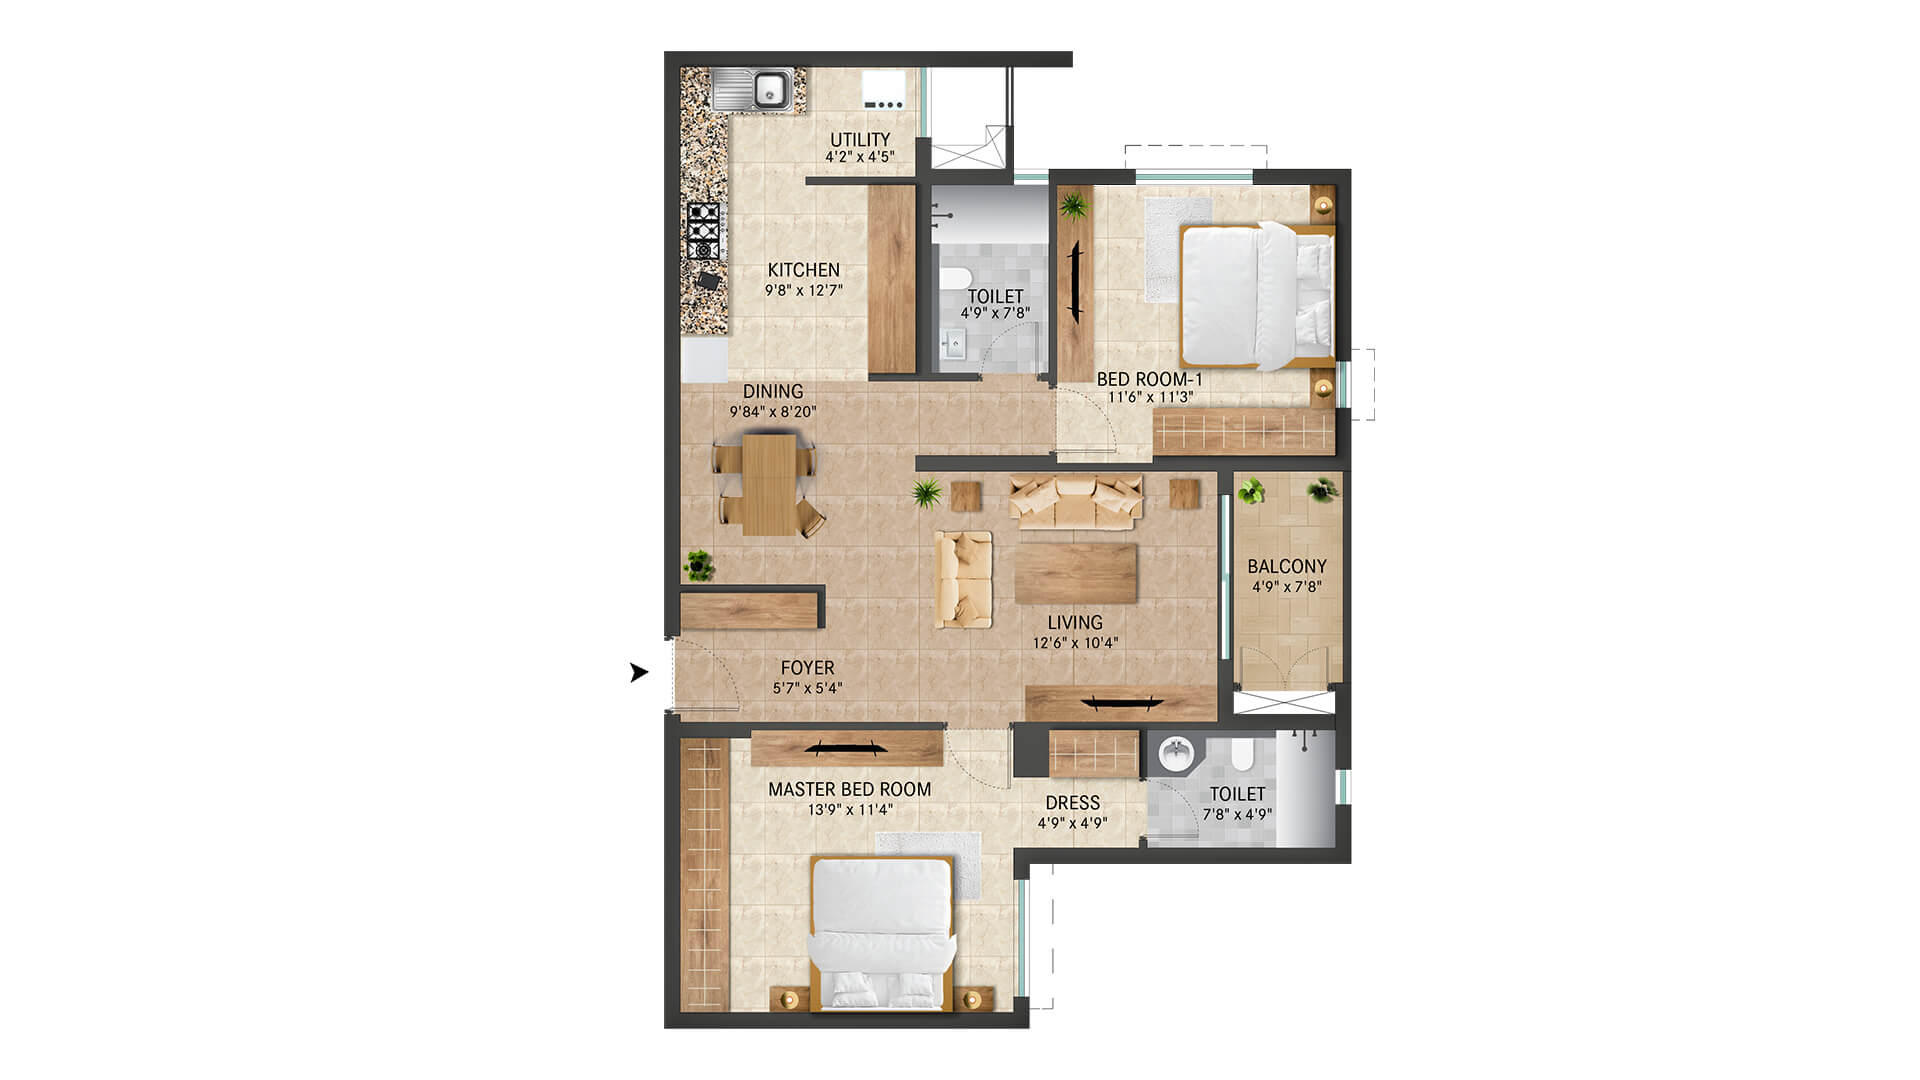 UTILITY
4'2" x 4'5"
KITCHEN
9'8" x 12'7"
TOILET
4'9" x 7'8"
BED ROOM-1
11'6" x 11'3"
DINING
9'84" x 8'20"
BALCONY
4'9" x 7'8"
LIVING
12'6" x 10'4"
FOYER
5'7" x 5'4"
MASTER BED ROOM
13'9" x 11'4"
DRESS
4'9" x 4'9"
TOILET
7'8" x 4'9"